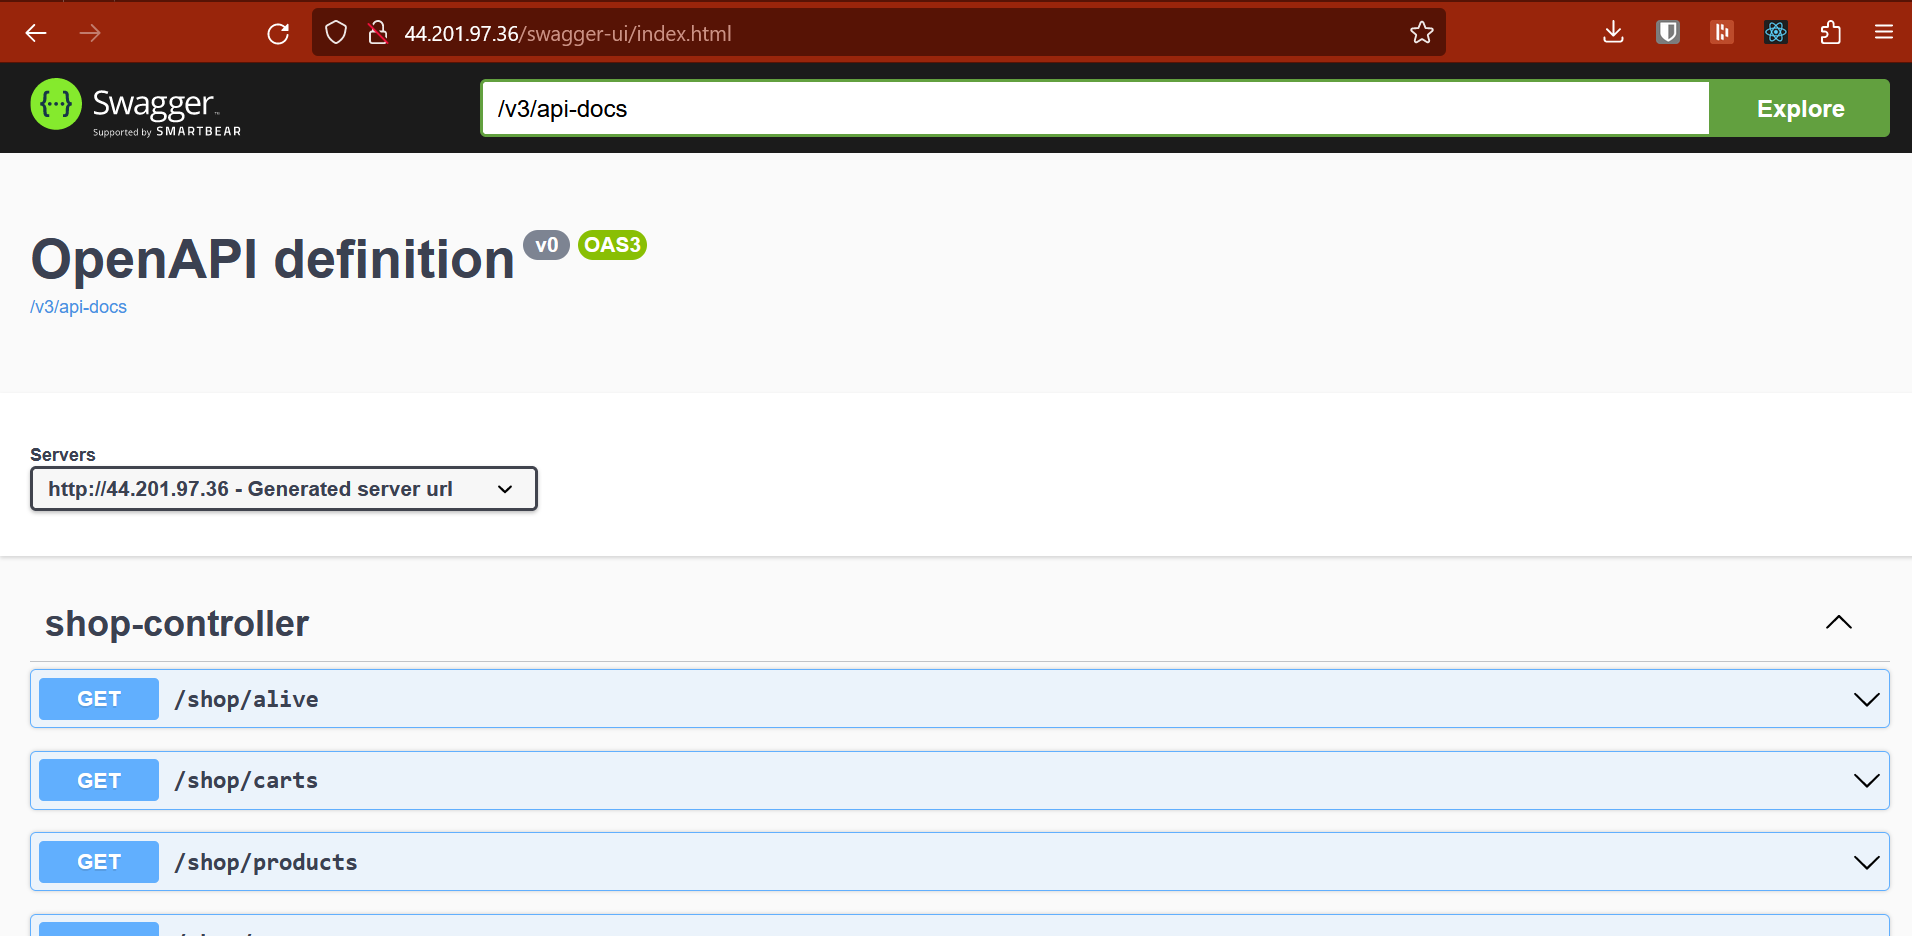 44.201.97.36/swagger-ui/index.html
{···} Swagger™
Supported by SMARTBEAR
/v3/api-docs
Explore
OpenAPI definition v0 OAS3
/v3/api-docs
Servers
http://44.201.97.36 - Generated server url
shop-controller
GET /shop/alive
GET /shop/carts
GET /shop/products